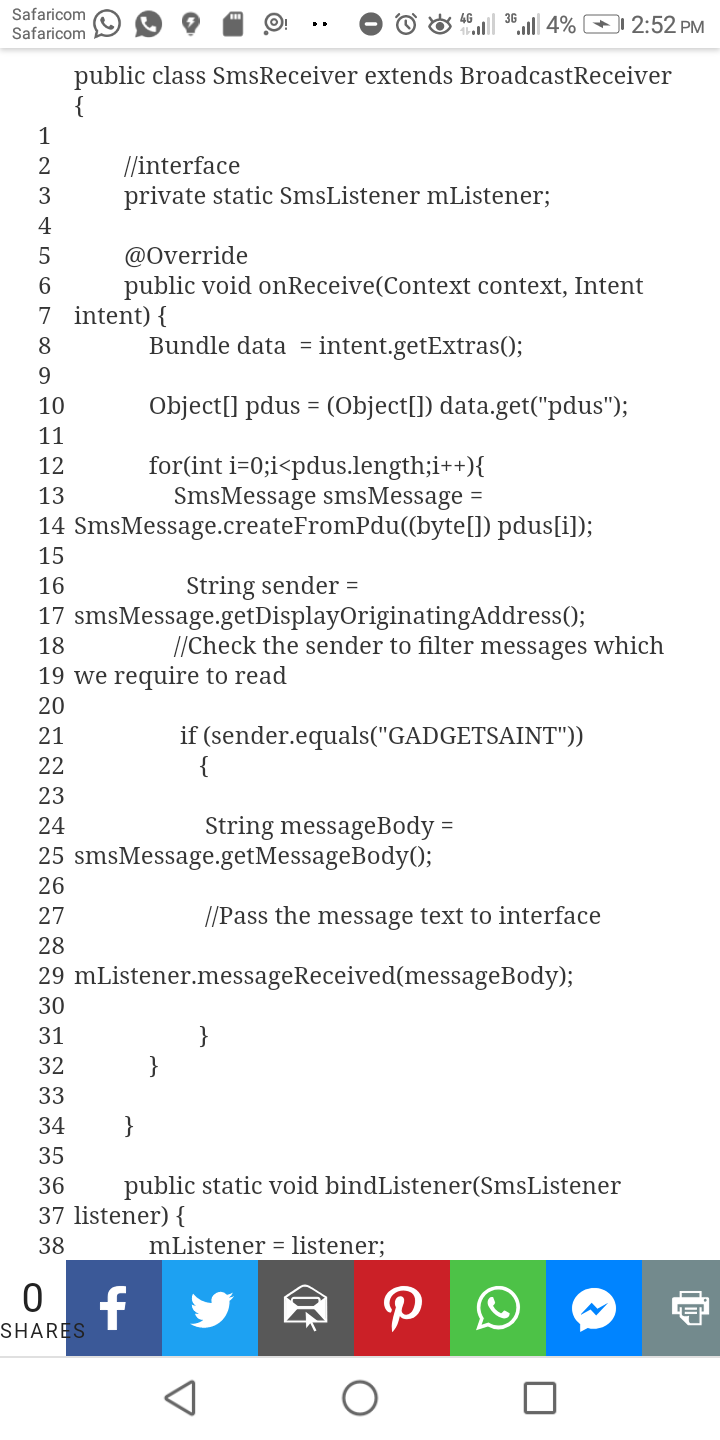 Safaricom
Safaricom
4G 3G 4% 2:52 PM
public class SmsReceiver extends BroadcastReceiver
{
1
2 //interface
3 private static SmsListener mListener;
4
5 @Override
6 public void onReceive(Context context, Intent
7 intent) {
8 Bundle data  = intent.getExtras();
9
10 Object[] pdus = (Object[]) data.get("pdus");
11
12 for(int i=0;i<pdus.length;i++){
13 SmsMessage smsMessage =
14 SmsMessage.createFromPdu((byte[]) pdus[i]);
15
16 String sender =
17 smsMessage.getDisplayOriginatingAddress();
18 //Check the sender to filter messages which
19 we require to read
20
21 if (sender.equals("GADGETSAINT"))
22 {
23
24 String messageBody =
25 smsMessage.getMessageBody();
26
27 //Pass the message text to interface
28
29 mListener.messageReceived(messageBody);
30
31 }
32 }
33
34 }
35
36 public static void bindListener(SmsListener
37 listener) {
38 mListener = listener;
0
SHARES